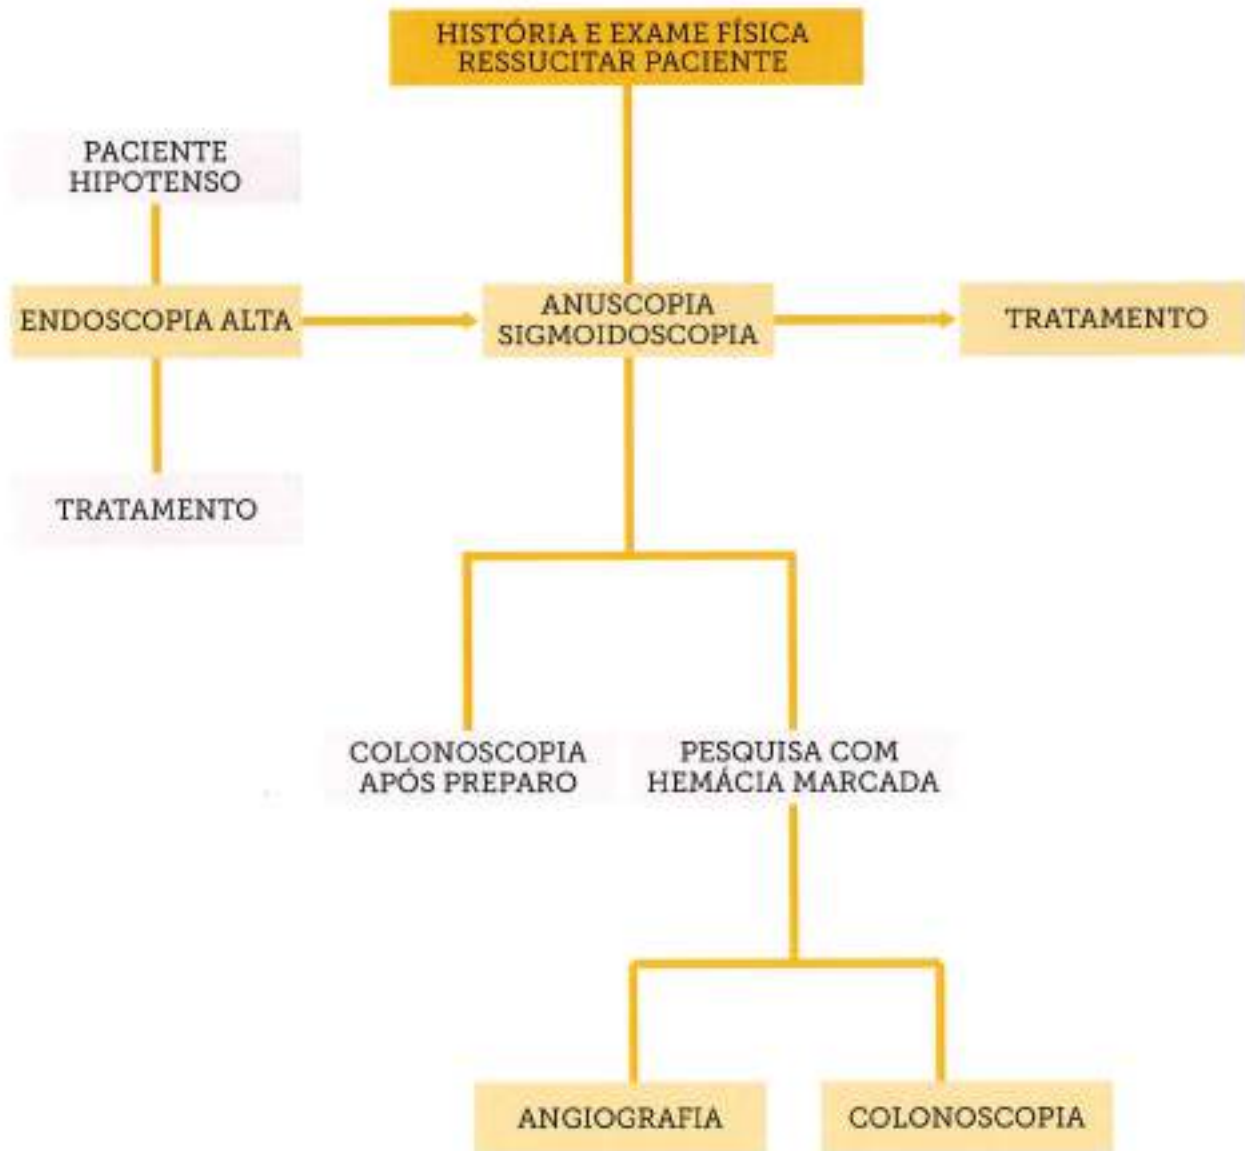 HISTÓRIA E EXAME FÍSICA
RESSUCITAR PACIENTE
PACIENTE
HIPOTENSO
ENDOSCOPIA ALTA
ANUSCOPIA
SIGMOIDOSCOPIA
TRATAMENTO
TRATAMENTO
COLONOSCOPIA
APÓS PREPARO
PESQUISA COM
HEMÁCIA MARCADA
ANGIOGRAFIA
COLONOSCOPIA